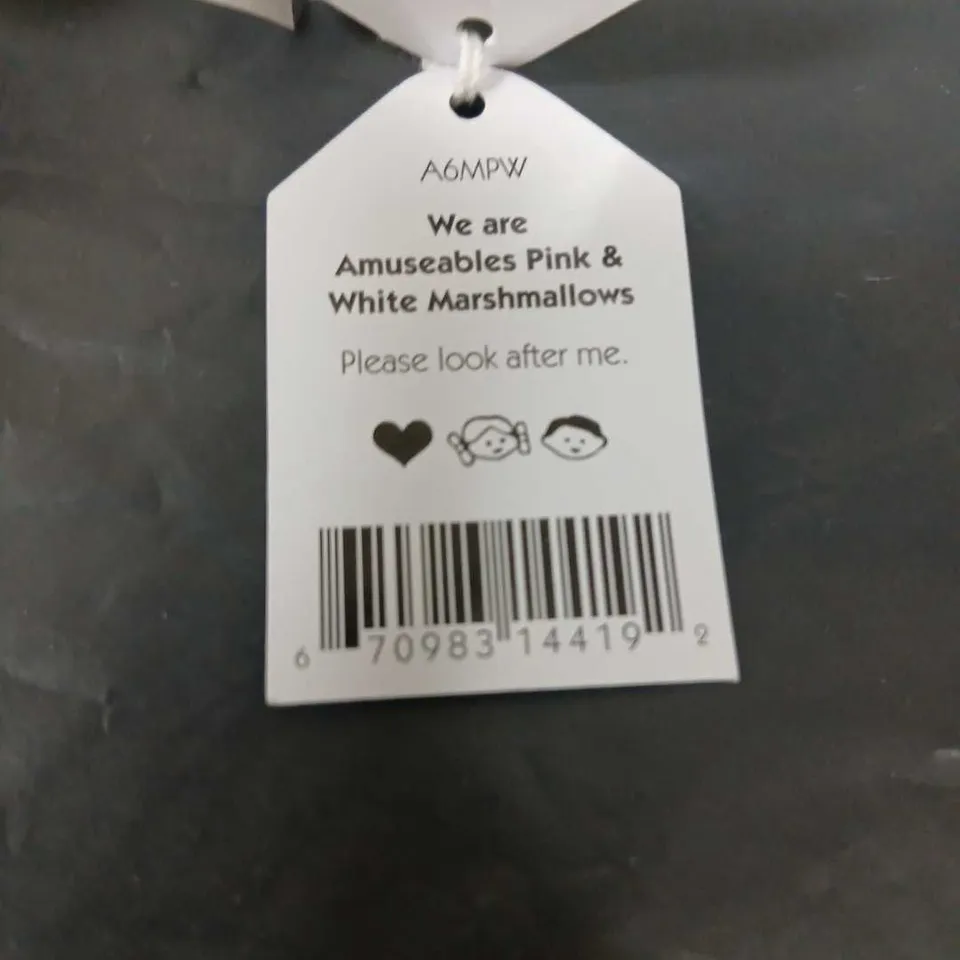 A6MPW
We are
Amuseables Pink &
White Marshmallows
Please look after me.
6 70983 14419 2